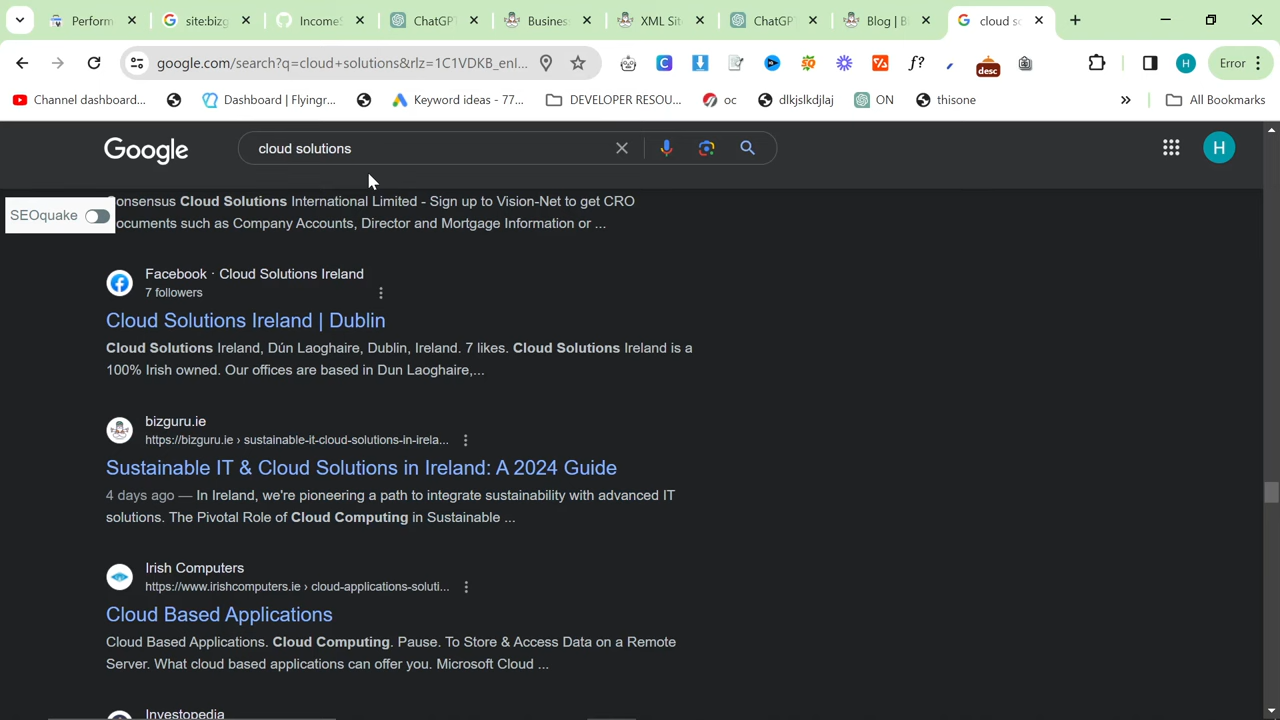 Perform
site:bizg
IncomeS
ChatGPT
Busines
XML Sit
ChatGP
Blog | B
cloud so
google.com/search?q=cloud+solutions&rlz=1C1VDKB_enI...
f?
desc
H
Error
Channel dashboard...
Dashboard | Flyingr...
Keyword ideas - 77...
DEVELOPER RESOU...
oc
dlkjslkdjlaj
ON
thisone
»
All Bookmarks
Google
cloud solutions
H
SEOquake
Consensus Cloud Solutions International Limited - Sign up to Vision-Net to get CRO
documents such as Company Accounts, Director and Mortgage Information or ...
Facebook · Cloud Solutions Ireland
7 followers
Cloud Solutions Ireland | Dublin
Cloud Solutions Ireland, Dún Laoghaire, Dublin, Ireland. 7 likes. Cloud Solutions Ireland is a
100% Irish owned. Our offices are based in Dun Laoghaire,...
bizguru.ie
https://bizguru.ie › sustainable-it-cloud-solutions-in-irela...
Sustainable IT & Cloud Solutions in Ireland: A 2024 Guide
4 days ago — In Ireland, we're pioneering a path to integrate sustainability with advanced IT
solutions. The Pivotal Role of Cloud Computing in Sustainable ...
Irish Computers
https://www.irishcomputers.ie › cloud-applications-soluti...
Cloud Based Applications
Cloud Based Applications. Cloud Computing. Pause. To Store & Access Data on a Remote
Server. What cloud based applications can offer you. Microsoft Cloud ...
Investopedia